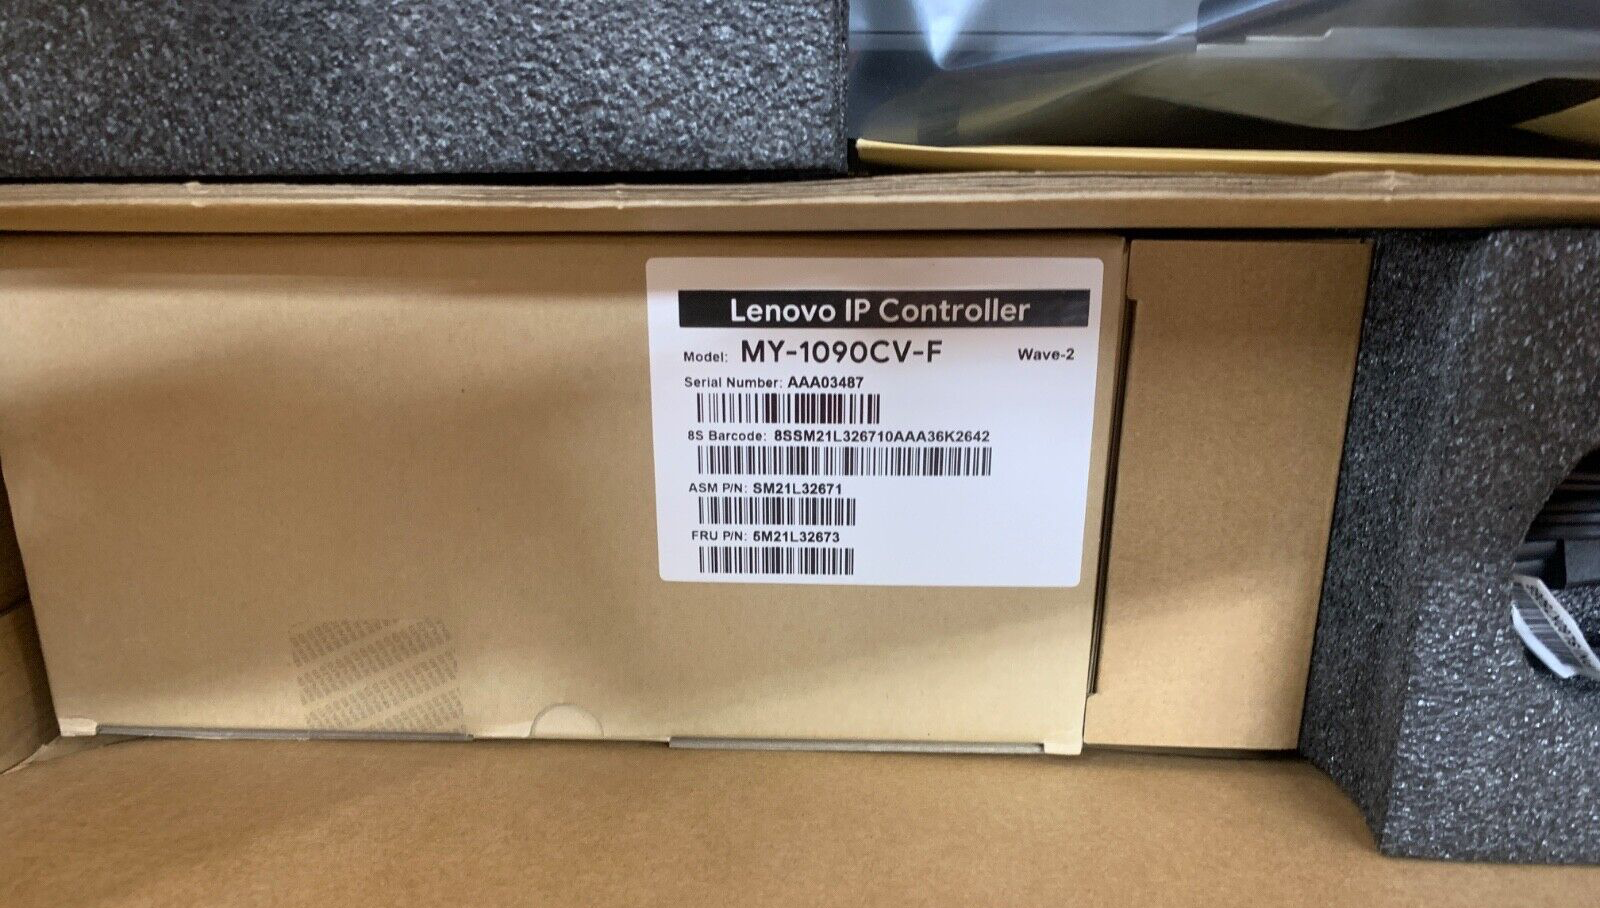 Lenovo IP Controller
Model: MY-1090CV-F Wave-2
Serial Number: AAA03487
8S Barcode: 8SSM21L326710AAA36K2642
ASM P/N: SM21L32671
FRU P/N: 5M21L32673